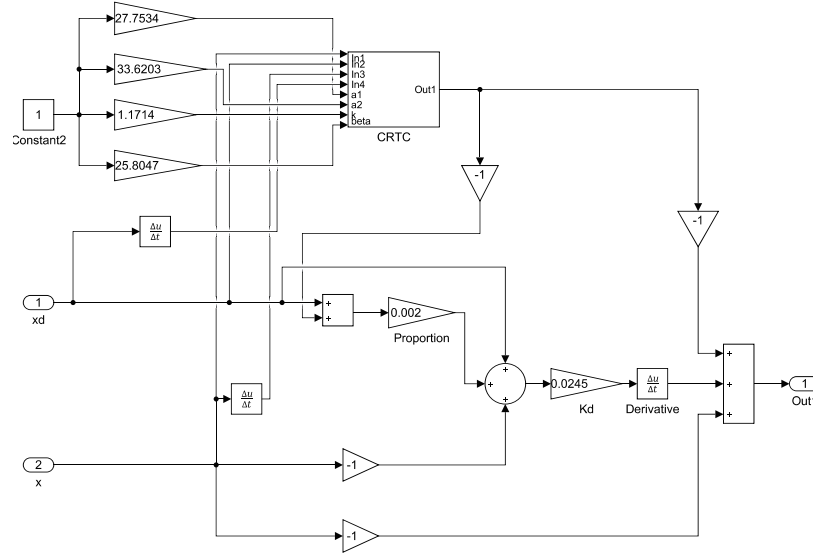 27.7534
33.6203
1
1.1714
Constant2
25.8047
In1
In2
In3
In4
a1
a2
k
beta
Out1
CRTC
-1
-1
Δu
Δt
1
xd
+
+
0.002
Proportion
+
+
+
0.0245
Kd
Δu
Δt
Derivative
+
+
+
1
Out1
Δu
Δt
2
x
-1
-1